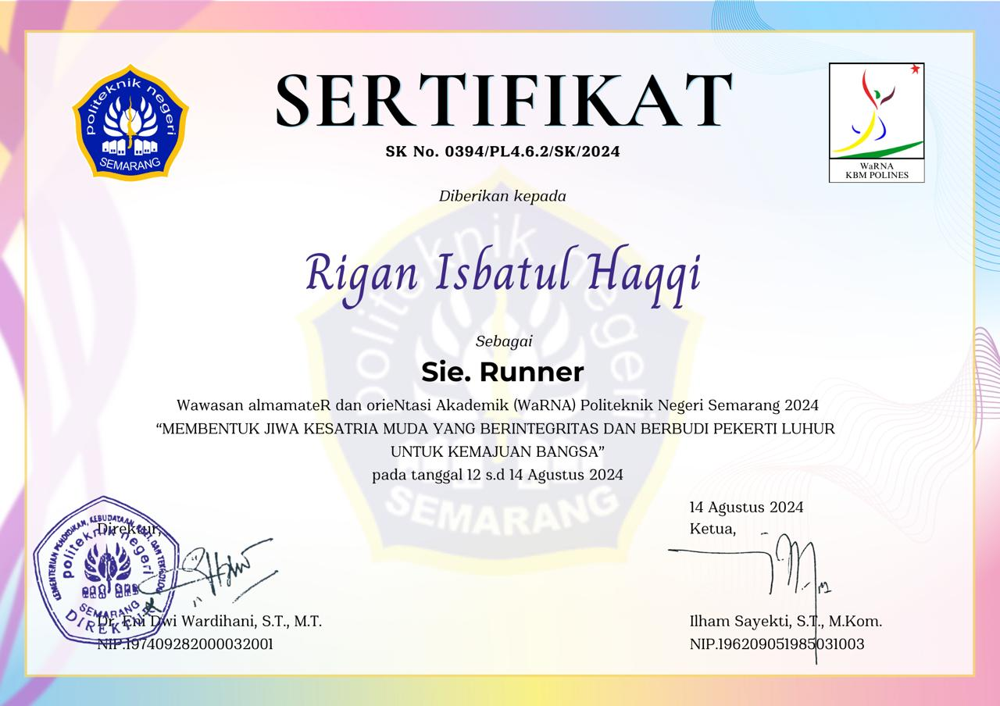 politeknik negeri
SEMARANG
SERTIFIKAT
WaRNA
KBM POLINES
SK No. 0394/PL4.6.2/SK/2024
Diberikan kepada
Rigan Isbatul Haqqi
Sebagai
Sie. Runner
Wawasan almamateR dan orieNtasi Akademik (WaRNA) Politeknik Negeri Semarang 2024
“MEMBENTUK JIWA KESATRIA MUDA YANG BERINTEGRITAS DAN BERBUDI PEKERTI LUHUR
UNTUK KEMAJUAN BANGSA”
pada tanggal 12 s.d 14 Agustus 2024
politeknik negeri
SEMARANG
14 Agustus 2024
Direktur,
Ketua,
KEMENTERIAN PENDIDIKAN, KEBUDAYAAN, RISET, DAN TEKNOLOGI
politeknik negeri
SEMARANG
DIREKTUR
Dr. Eni Dwi Wardihani, S.T., M.T.
NIP.197409282000032001
Ilham Sayekti, S.T., M.Kom.
NIP.196209051985031003